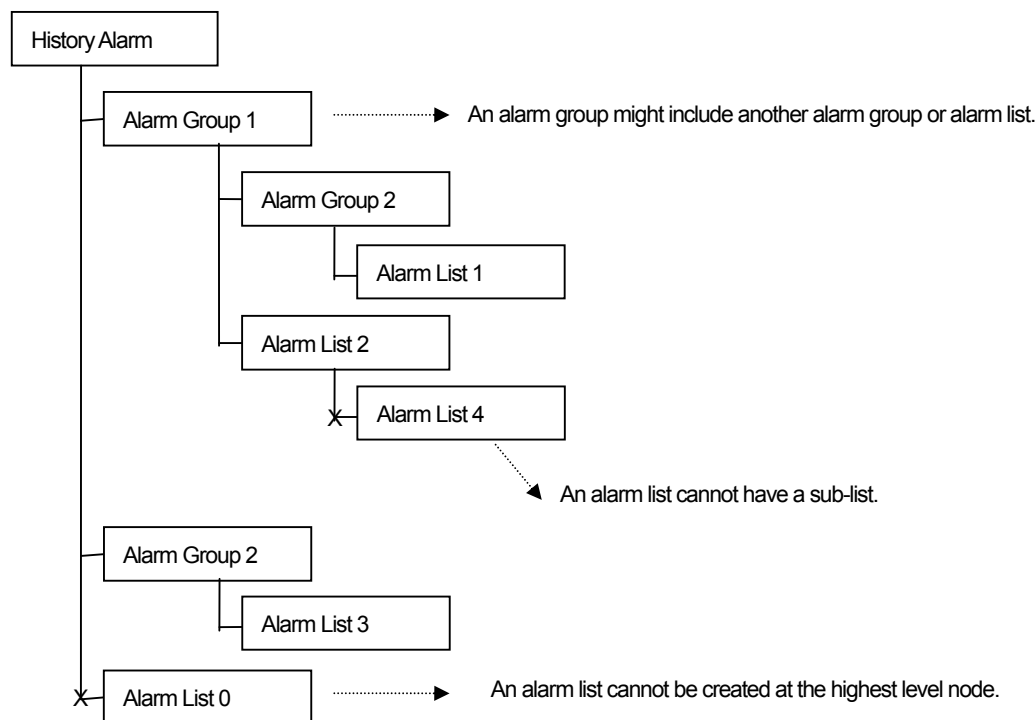 History Alarm
Alarm Group 1
An alarm group might include another alarm group or alarm list.
Alarm Group 2
Alarm List 1
Alarm List 2
X
Alarm List 4
An alarm list cannot have a sub-list.
Alarm Group 2
Alarm List 3
X
Alarm List 0
An alarm list cannot be created at the highest level node.